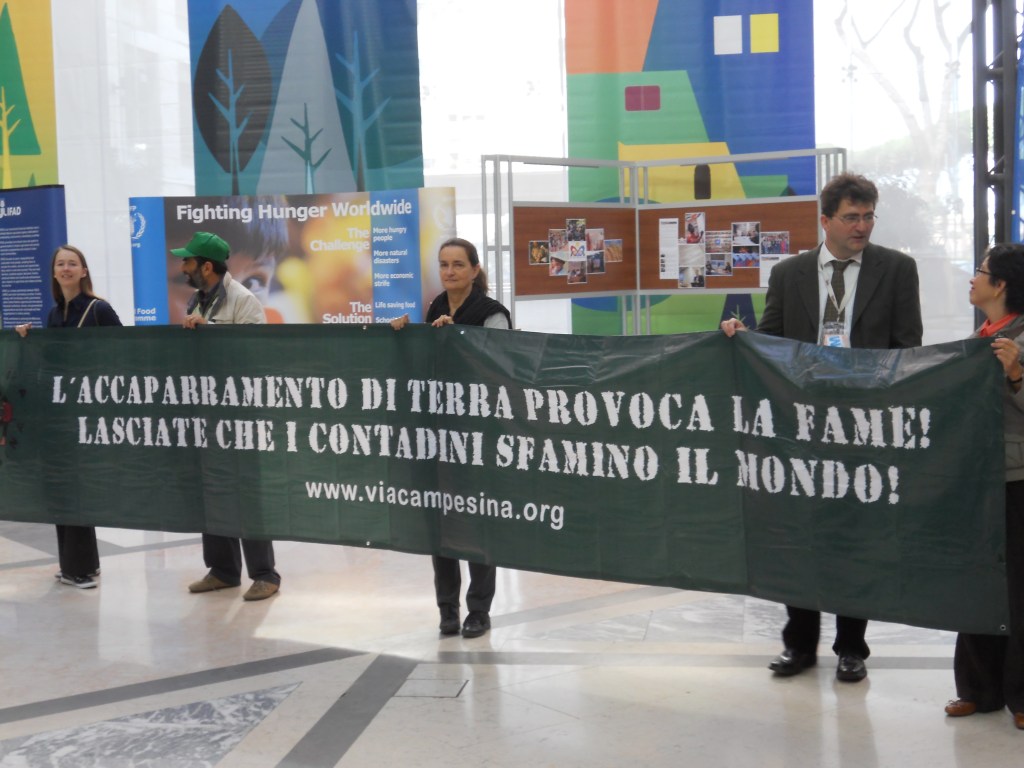 IFAD
Fighting Hunger Worldwide
The
Challenge
More hungry
people
More natural
disasters
More economic
strife
The
Solution
Life saving food
L´ACCAPARRAMENTO DI TERRA PROVOCA LA FAME!
LASCIATE CHE I CONTADINI SFAMINO IL MONDO!
www.viacampesina.org